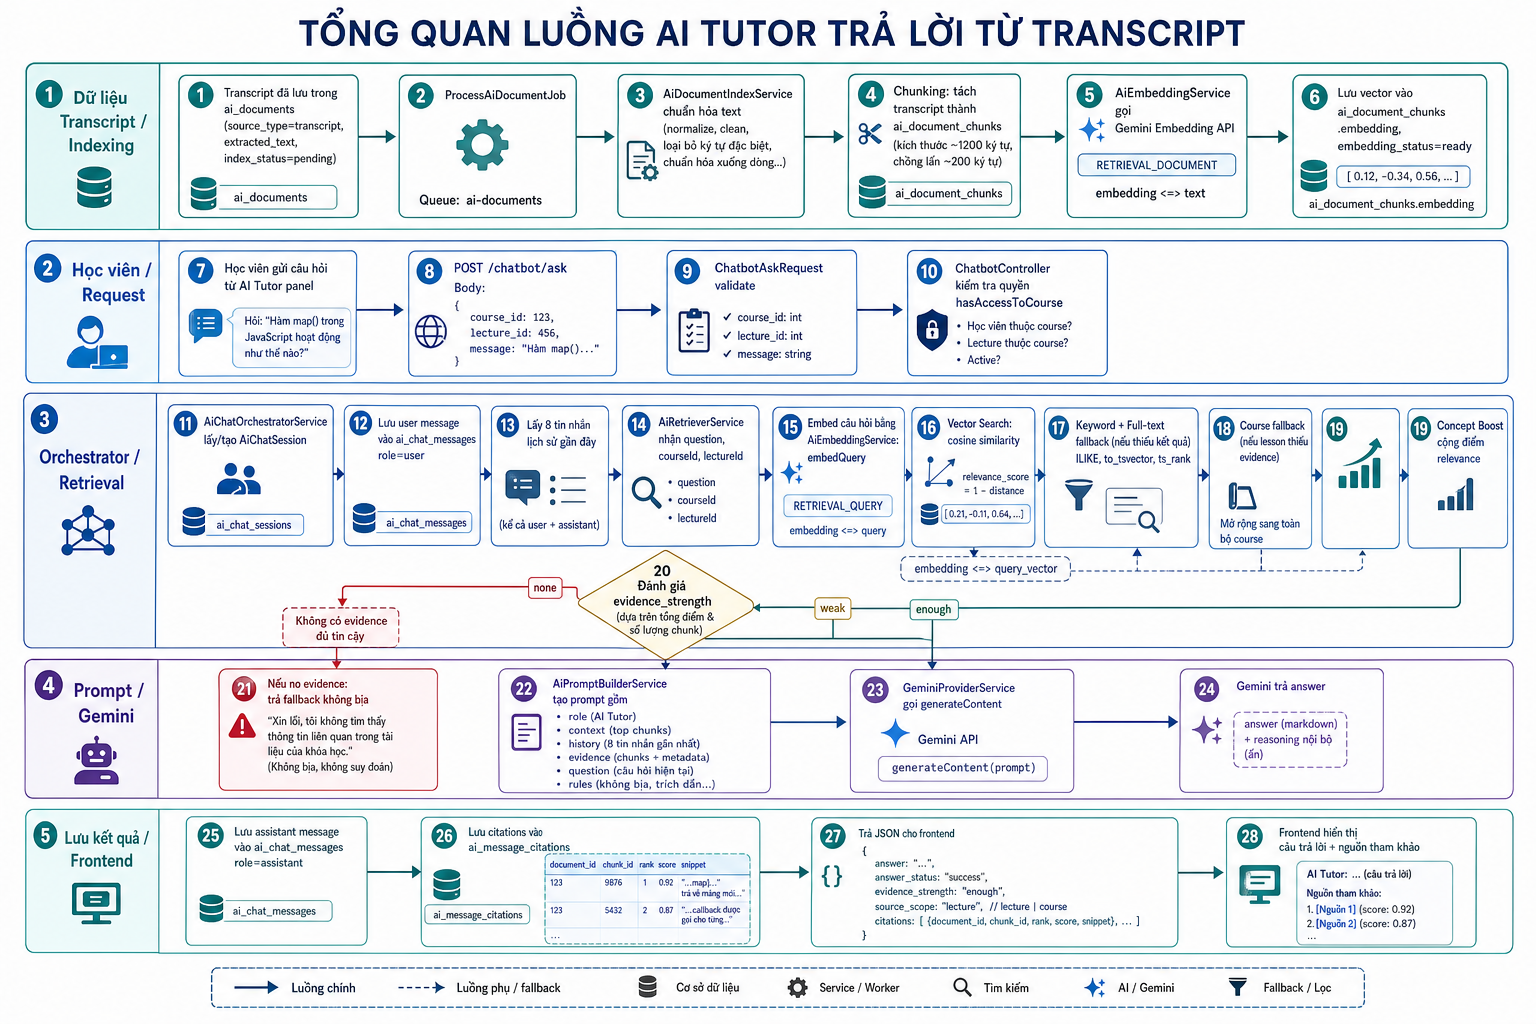 TỔNG QUAN LUỒNG AI TUTOR TRẢ LỜI TỪ TRANSCRIPT
1
Dữ liệu
Transcript /
Indexing
1
Transcript đã lưu trong
ai_documents
(source_type=transcript,
extracted_text,
index_status=pending)
ai_documents
2
ProcessAiDocumentJob
Queue: ai-documents
3
AiDocumentIndexService
chuẩn hóa text
(normalize, clean,
loại bỏ ký tự đặc biệt,
chuẩn hóa xuống dòng...)
4
Chunking: tách
transcript thành
ai_document_chunks
(kích thước ~1200 ký tự,
chồng lấn ~200 ký tự)
ai_document_chunks
5
AiEmbeddingService
gọi
Gemini Embedding API
RETRIEVAL_DOCUMENT
embedding <=> text
6
Lưu vector vào
ai_document_chunks
.embedding,
embedding_status=ready
[ 0.12, −0.34, 0.56, ... ]
ai_document_chunks.embedding
2
Học viên /
Request
7
Học viên gửi câu hỏi
từ AI Tutor panel
Hỏi: "Hàm map() trong
JavaScript hoạt động
như thế nào?"
8
POST /chatbot/ask
Body:
{
course_id: 123,
lecture_id: 456,
message: "Hàm map()..."
}
9
ChatbotAskRequest
validate
✓ course_id: int
✓ lecture_id: int
✓ message: string
10
ChatbotController
kiểm tra quyền
hasAccessToCourse
• Học viên thuộc course?
• Lecture thuộc course?
• Active?
3
Orchestrator /
Retrieval
11
AiChatOrchestratorService
lấy/tạo AiChatSession
ai_chat_sessions
12
Lưu user message
vào ai_chat_messages
role=user
ai_chat_messages
13
Lấy 8 tin nhắn
lịch sử gần đây
(kể cả user + assistant)
14
AiRetrieverService
nhận question,
courseId, lectureId
• question
• courseId
• lectureId
15
Embed câu hỏi bằng
AiEmbeddingService:
embedQuery
RETRIEVAL_QUERY
embedding <=> query
16
Vector Search:
cosine similarity
relevance_score
= 1 − distance
[ 0.21, −0.11, 0.64, ...]
17
Keyword + Full-text
fallback (nếu thiếu kết quả)
ILIKE, to_tsvector, ts_rank
18
Course fallback
(nếu lesson thiếu
evidence)
Mở rộng sang toàn
bộ course
19
19
Concept Boost
cộng điểm
relevance
embedding <=> query_vector
20
Đánh giá
evidence_strength
(dựa trên tổng điểm &
số lượng chunk)
none
weak
enough
Không có evidence
đủ tin cậy
4
Prompt /
Gemini
21
Nếu no evidence:
trả fallback không bịa
"Xin lỗi, tôi không tìm thấy
thông tin liên quan trong tài
liệu của khóa học."
(Không bịa, không suy đoán)
22
AiPromptBuilderService
tạo prompt gồm
• role (AI Tutor)
• context (top chunks)
• history (8 tin nhắn gần nhất)
• evidence (chunks + metadata)
• question (câu hỏi hiện tại)
• rules (không bịa, trích dẫn...)
23
GeminiProviderService
gọi generateContent
Gemini API
generateContent(prompt)
24
Gemini trả answer
answer (markdown)
+ reasoning nội bộ
(ẩn)
5
Lưu kết quả /
Frontend
25
Lưu assistant message
vào ai_chat_messages
role=assistant
ai_chat_messages
26
Lưu citations vào
ai_message_citations
ai_message_citations
document_id chunk_id rank score snippet
123 9876 1 0.92 "...map()..."
trả về mảng mới..."
123 5432 2 0.87 "...callback được
gọi cho từng..."
...
27
Trả JSON cho frontend
{}
{
answer: "...",
answer_status: "success",
evidence_strength: "enough",
source_scope: "lecture", // lecture | course
citations: [ {document_id, chunk_id, rank, score, snippet}, ... ]
}
28
Frontend hiển thị
câu trả lời + nguồn tham khảo
AI Tutor: ... (câu trả lời)
Nguồn tham khảo:
1. [Nguồn 1] (score: 0.92)
2. [Nguồn 2] (score: 0.87)
...
Luồng chính
Luồng phụ / fallback
Cơ sở dữ liệu
Service / Worker
Tìm kiếm
AI / Gemini
Fallback / Lọc